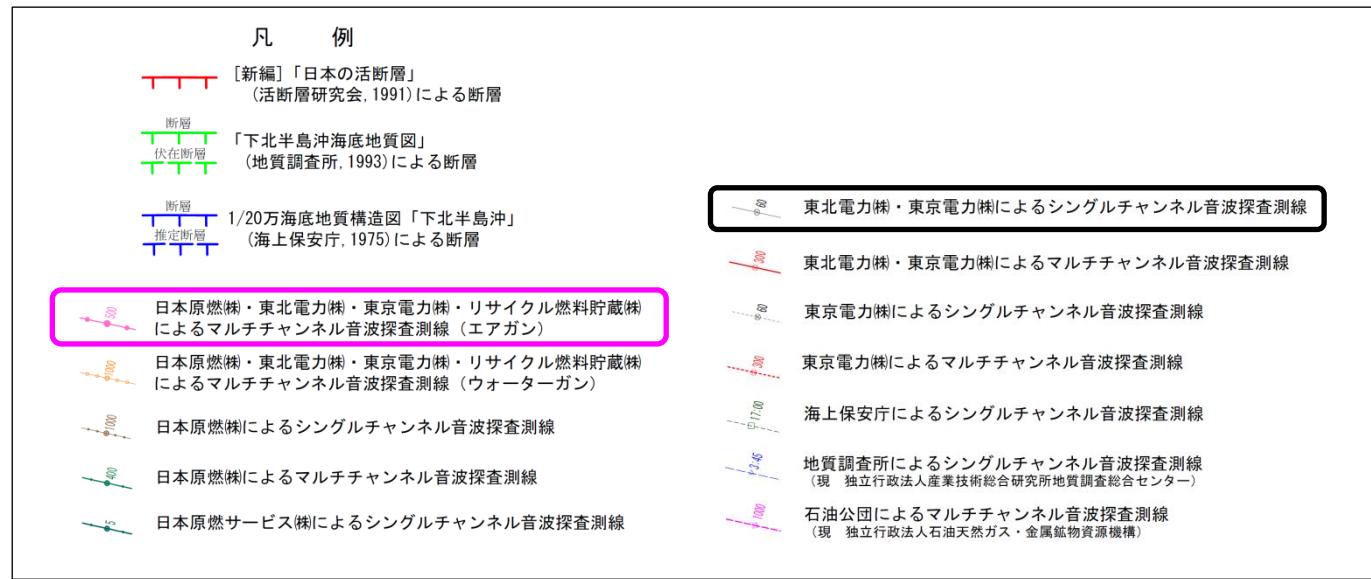 凡 例
[新編]「日本の活断層」
(活断層研究会, 1991)による断層
断層
伏在断層
「下北半島沖海底地質図」
(地質調査所, 1993)による断層
断層
推定断層
1/20万海底地質構造図「下北半島沖」
(海上保安庁, 1975)による断層
500
日本原燃㈱・東北電力㈱・東京電力㈱・リサイクル燃料貯蔵㈱
によるマルチチャンネル音波探査測線（エアガン）
1000
日本原燃㈱・東北電力㈱・東京電力㈱・リサイクル燃料貯蔵㈱
によるマルチチャンネル音波探査測線（ウォーターガン）
1000
日本原燃㈱によるシングルチャンネル音波探査測線
400
日本原燃㈱によるマルチチャンネル音波探査測線
5
日本原燃サービス㈱によるシングルチャンネル音波探査測線
60
東北電力㈱・東京電力㈱によるシングルチャンネル音波探査測線
300
東北電力㈱・東京電力㈱によるマルチチャンネル音波探査測線
60
東京電力㈱によるシングルチャンネル音波探査測線
300
東京電力㈱によるマルチチャンネル音波探査測線
17:00
海上保安庁によるシングルチャンネル音波探査測線
3:45
地質調査所によるシングルチャンネル音波探査測線
（現　独立行政法人産業技術総合研究所地質調査総合センター）
1000
石油公団によるマルチチャンネル音波探査測線
（現　独立行政法人石油天然ガス・金属鉱物資源機構）